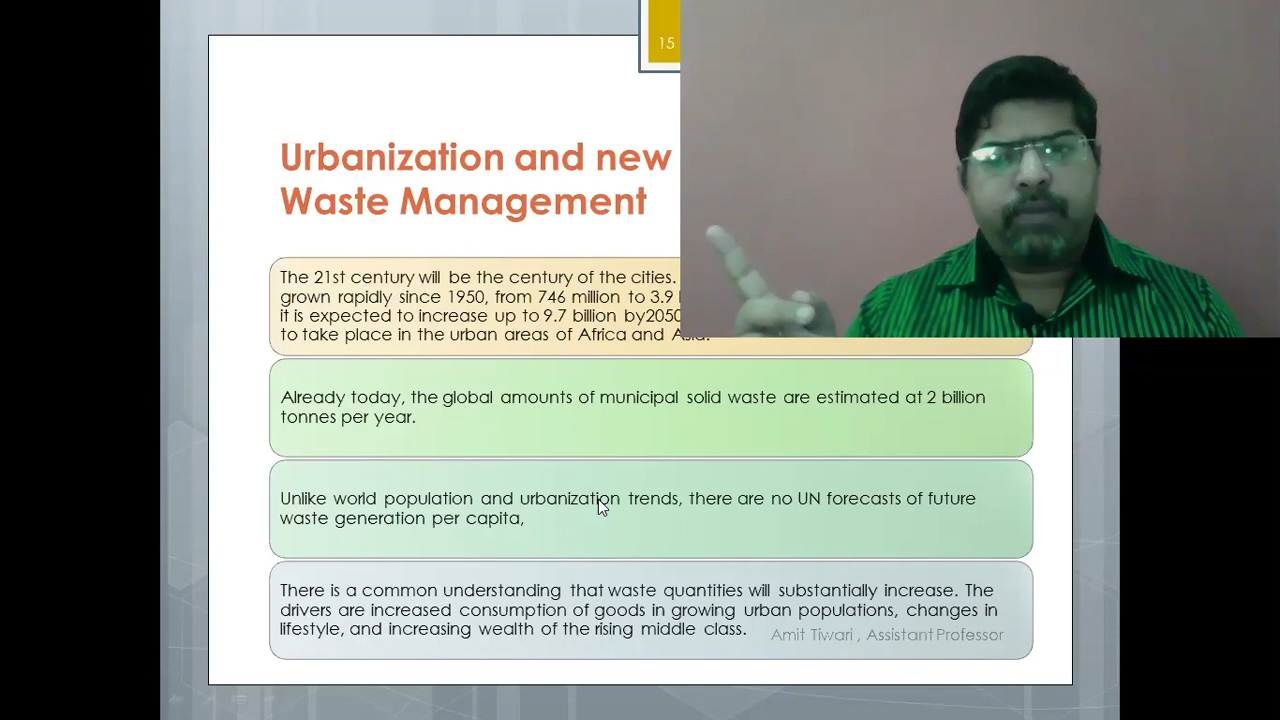 15
Urbanization and new
Waste Management
The 21st century will be the century of the cities.
grown rapidly since 1950, from 746 million to 3.9
it is expected to increase up to 9.7 billion by2050
to take place in the urban areas of Africa and Asia.
Already today, the global amounts of municipal solid waste are estimated at 2 billion
tonnes per year.
Unlike world population and urbanization trends, there are no UN forecasts of future
waste generation per capita,
There is a common understanding that waste quantities will substantially increase. The
drivers are increased consumption of goods in growing urban populations, changes in
lifestyle, and increasing wealth of the rising middle class.
Amit Tiwari , Assistant Professor